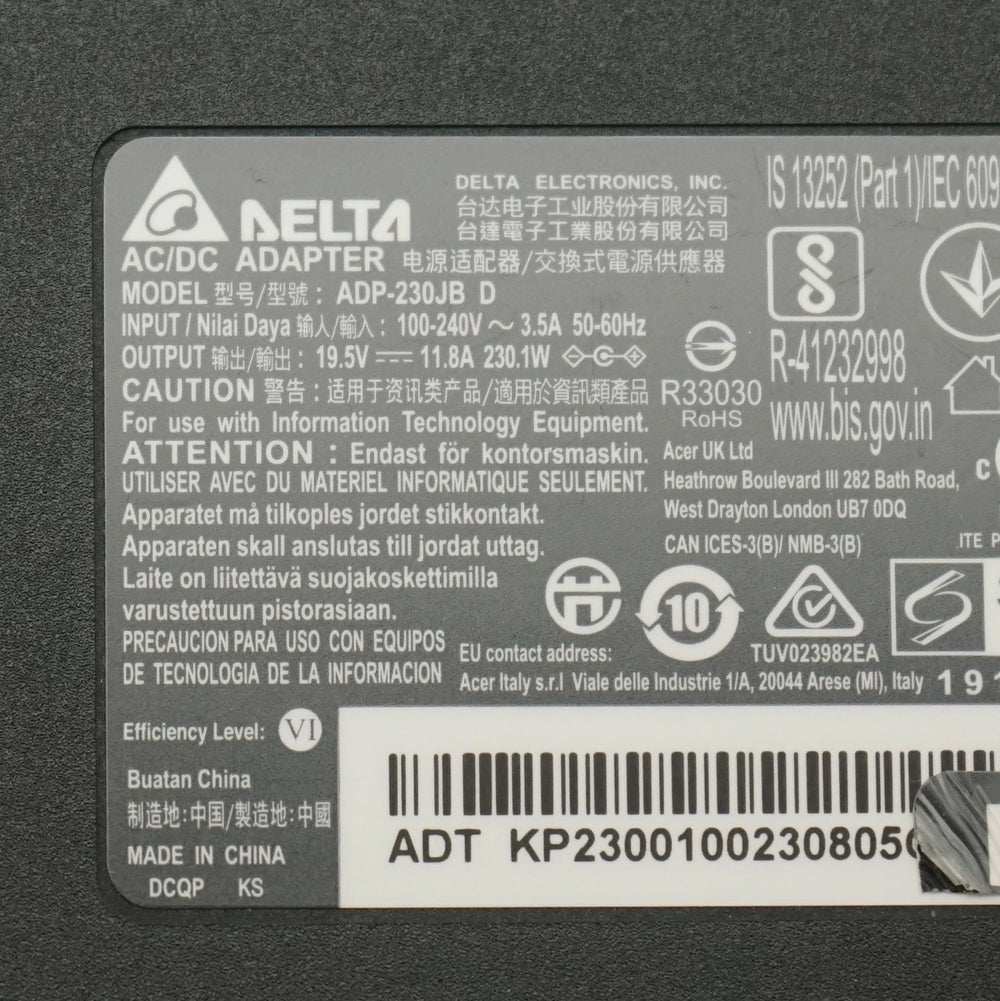 DELTA
DELTA ELECTRONICS, INC.
台达电子工业股份有限公司
台達電子工業股份有限公司
AC/DC ADAPTER 电源适配器/交換式電源供應器
MODEL 型号/型號 : ADP-230JB D
INPUT / Nilai Daya 输人/輸入 : 100-240V ～ 3.5A 50-60Hz
OUTPUT 输出/輸出 : 19.5V ⎓ 11.8A 230.1W
CAUTION 警告 : 适用于资讯类产品/適用於資訊類產品
For use with Information Technology Equipment.
ATTENTION : Endast för kontorsmaskin.
UTILISER AVEC DU MATERIEL INFORMATIQUE SEULEMENT.
Apparatet må tilkoples jordet stikkontakt.
Apparaten skall anslutas till jordat uttag.
Laite on liitettävä suojakoskettimilla
varustettuun pistorasiaan.
PRECAUCION PARA USO CON EQUIPOS
DE TECNOLOGIA DE LA INFORMACION
IS 13252 (Part 1)/IEC 609
R-41232998
www.bis.gov.in
R33030
RoHS
Acer UK Ltd
Heathrow Boulevard III 282 Bath Road,
West Drayton London UB7 0DQ
c
CAN ICES-3(B)/ NMB-3(B)
ITE P
10
TUV023982EA
EU contact address:
Acer Italy s.r.l Viale delle Industrie 1/A, 20044 Arese (MI), Italy
191
Efficiency Level: VI
Buatan China
制造地:中国/製造地:中國
MADE IN CHINA
DCQP KS
ADT KP2300100230805